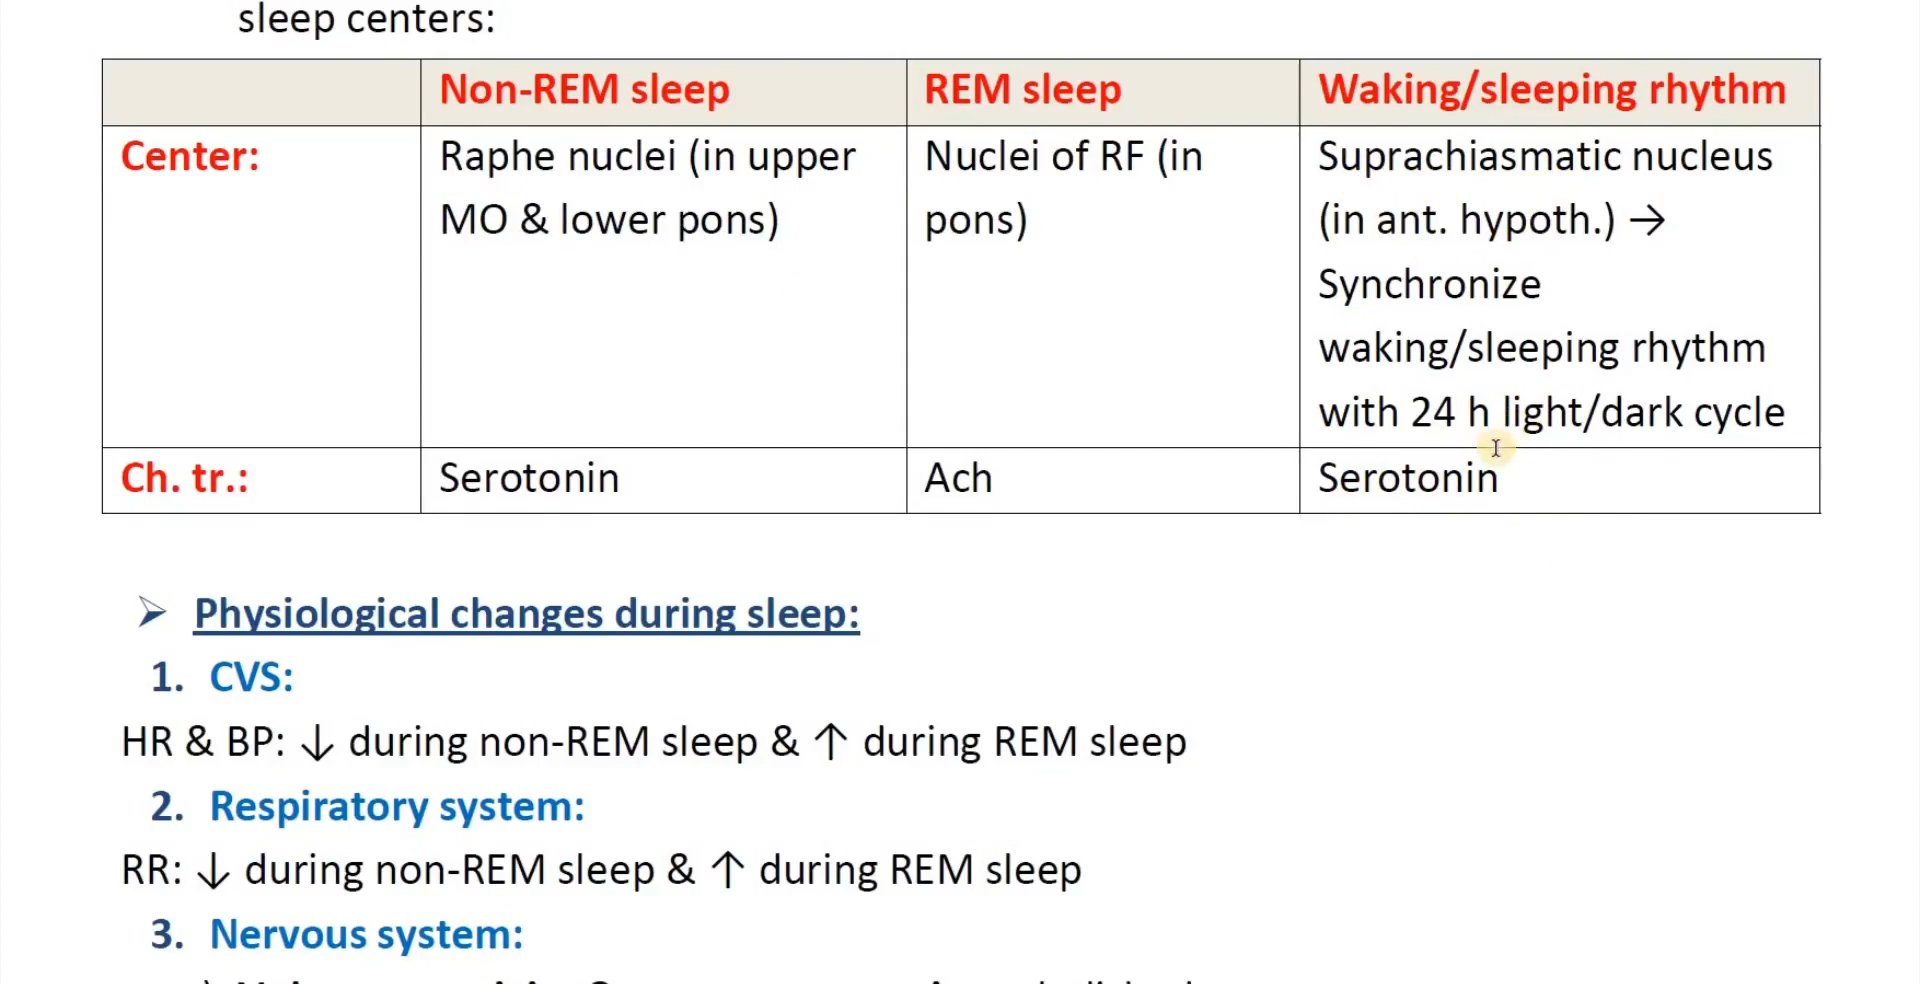 sleep centers:
Non-REM sleep REM sleep Waking/sleeping rhythm
Center: Raphe nuclei (in upper MO & lower pons) Nuclei of RF (in pons) Suprachiasmatic nucleus (in ant. hypoth.) → Synchronize waking/sleeping rhythm with 24 h light/dark cycle
Ch. tr.: Serotonin Ach Serotonin
➢ Physiological changes during sleep:
1. CVS:
HR & BP: ↓ during non-REM sleep & ↑ during REM sleep
2. Respiratory system:
RR: ↓ during non-REM sleep & ↑ during REM sleep
3. Nervous system: